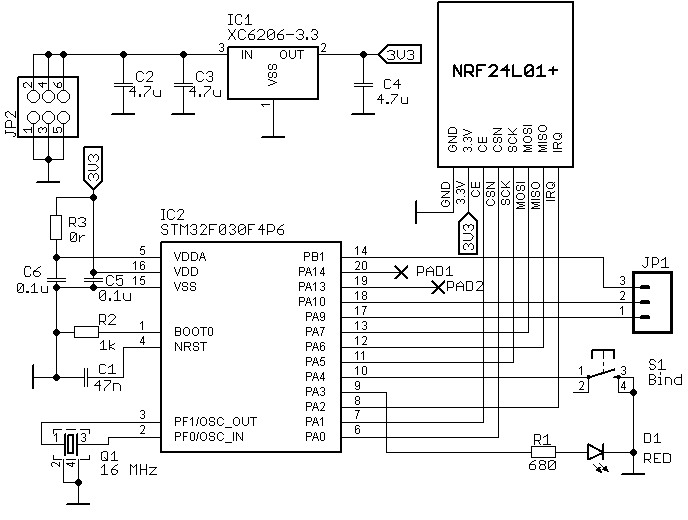 IC1
XC6206-3.3
3 IN OUT 2
VSS
1
3V3
C2
4.7u
C3
4.7u
C4
4.7u
2 4 6
1 3 5
JP2
NRF24L01+
GND 3.3V CE CSN SCK MOSI MISO IRQ
GND 3.3V CE CSN SCK MOSI MISO IRQ
3V3
3V3
R3
0r
C6
0.1u
C5
0.1u
R2
1k
C1
47n
IC2
STM32F030F4P6
5 VDDA
16 VDD
15 VSS
1 BOOT0
4 NRST
3 PF1/OSC_OUT
2 PF0/OSC_IN
PB1 14
PA14 20
PA13 19
PA10 18
PA9 17
PA7 13
PA6 12
PA5 11
PA4 10
PA3 9
PA2 8
PA1 7
PA0 6
PAD1
PAD2
JP1
3
2
1
S1
Bind
1 3
2 4
R1
680
D1
RED
1 3
2 4
Q1
16 MHz